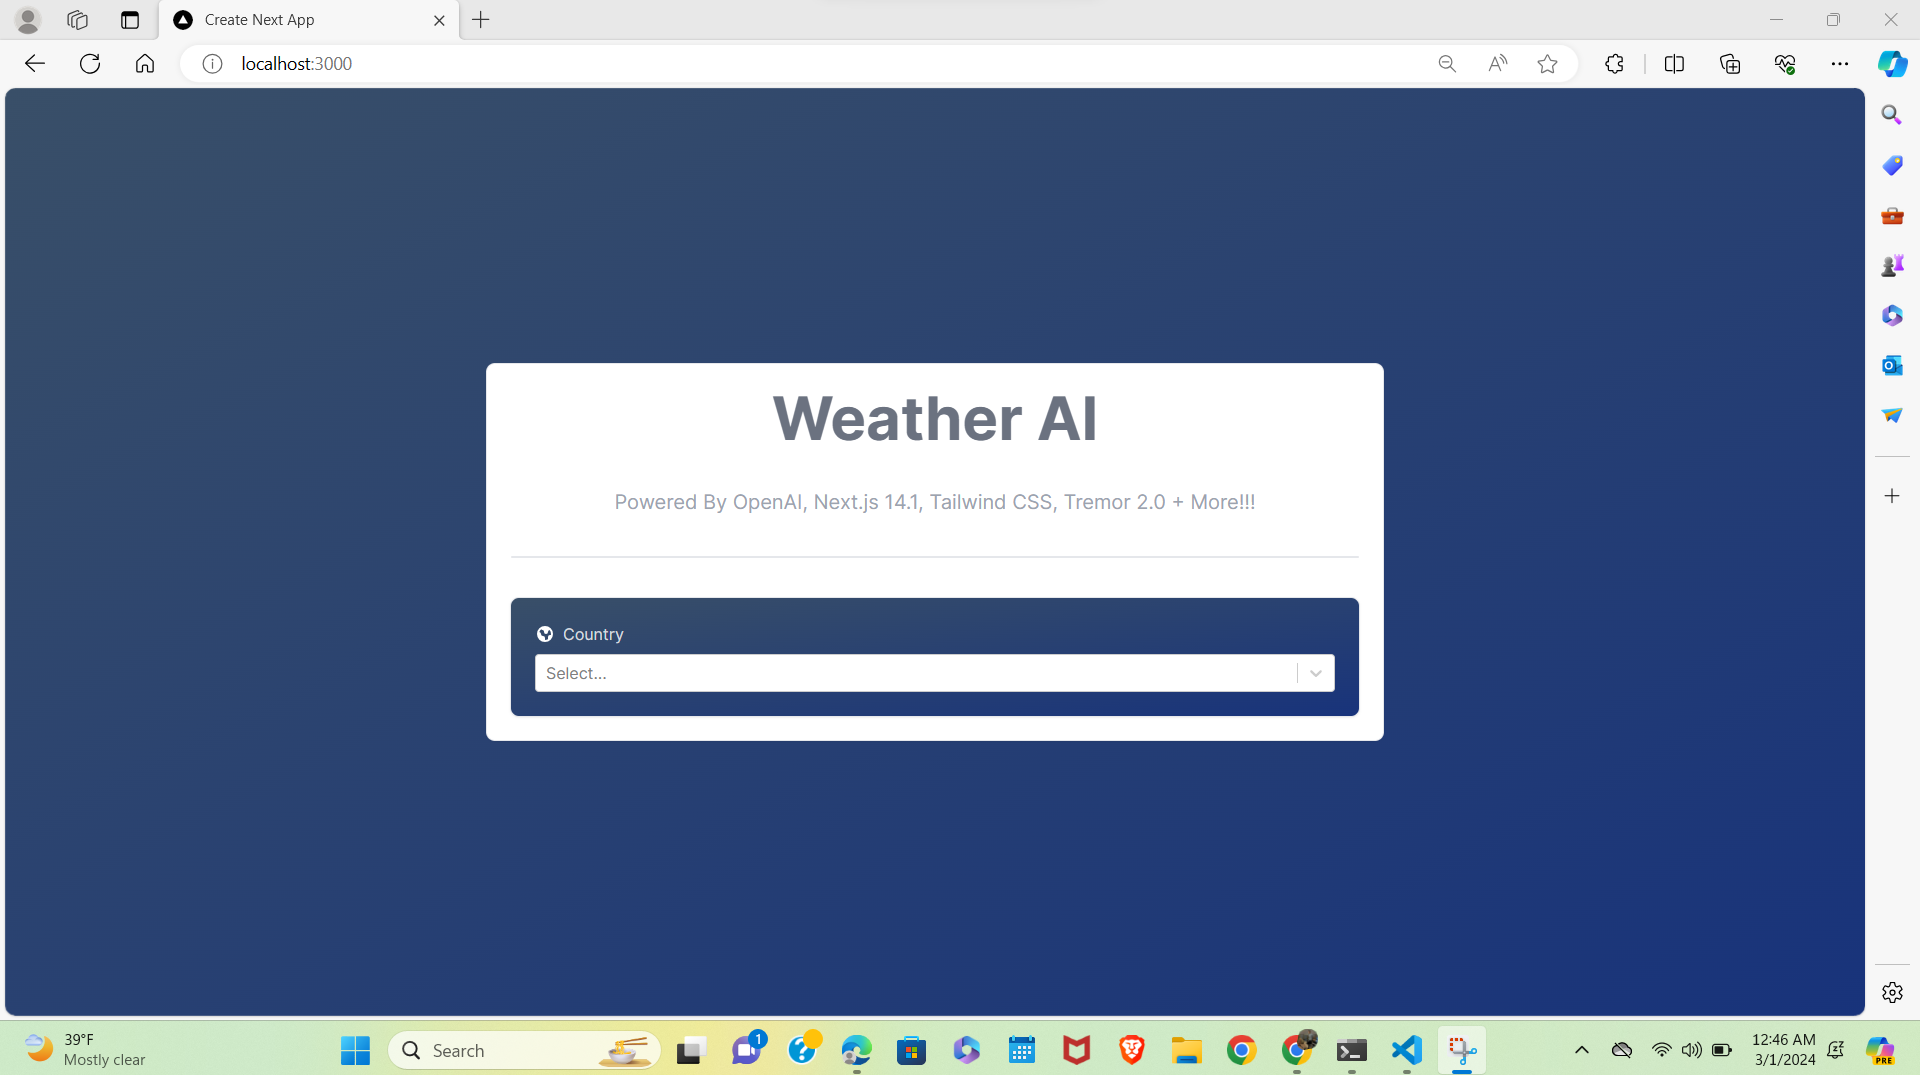 Create Next App
localhost:3000
Weather AI
Powered By OpenAI, Next.js 14.1, Tailwind CSS, Tremor 2.0 + More!!!
Country
Select...
39°F
Mostly clear
Search
1
12:46 AM
3/1/2024
PRE